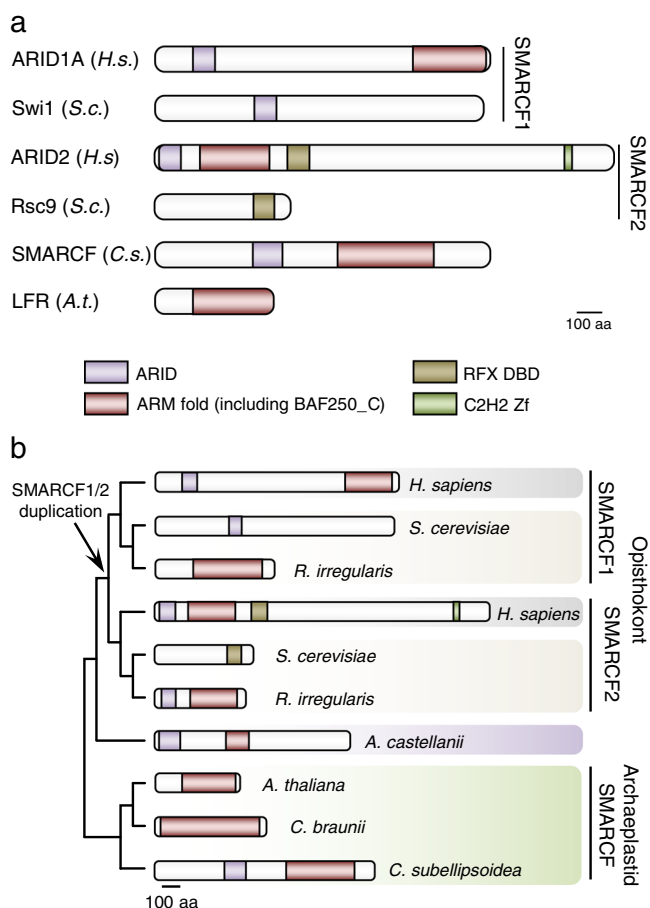 a
ARID1A (H.s.)
Swi1 (S.c.)
ARID2 (H.s)
Rsc9 (S.c.)
SMARCF (C.s.)
LFR (A.t.)
SMARCF1
SMARCF2
100 aa
ARID
RFX DBD
ARM fold (including BAF250_C)
C2H2 Zf
b
SMARCF1/2
duplication
H. sapiens
S. cerevisiae
R. irregularis
H. sapiens
S. cerevisiae
R. irregularis
A. castellanii
A. thaliana
C. braunii
C. subellipsoidea
SMARCF1
SMARCF2
Opisthokont
Archaeplastid
SMARCF
100 aa